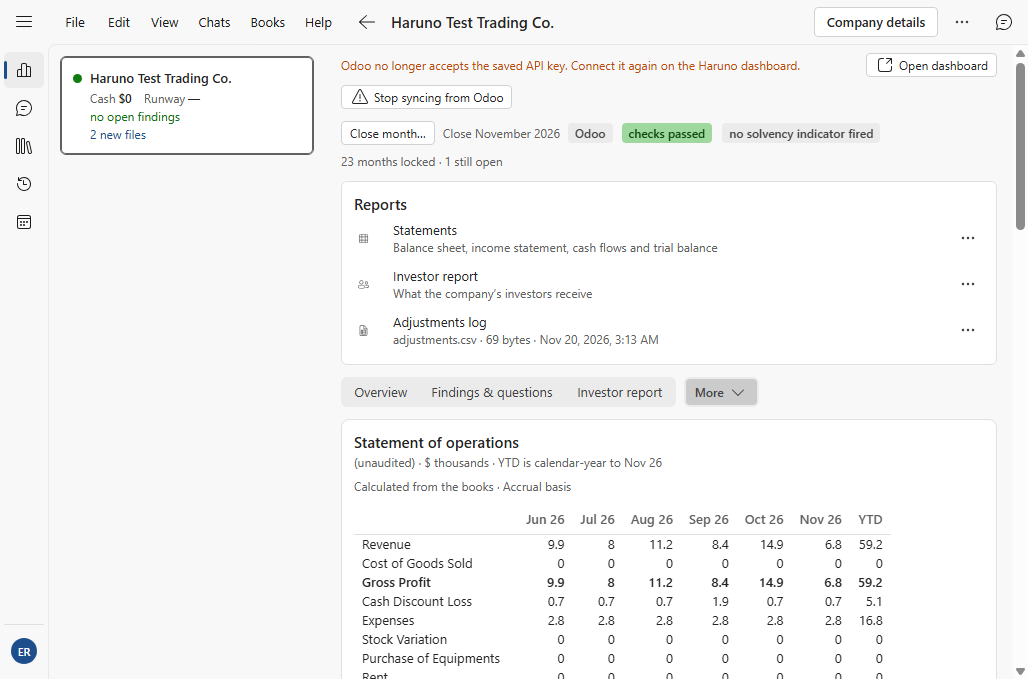 File Edit View Chats Books Help Haruno Test Trading Co. Company details
Haruno Test Trading Co.
Cash $0 Runway —
no open findings
2 new files
Odoo no longer accepts the saved API key. Connect it again on the Haruno dashboard.
Open dashboard
Stop syncing from Odoo
Close month... Close November 2026 Odoo checks passed no solvency indicator fired
23 months locked · 1 still open
Reports
Statements
Balance sheet, income statement, cash flows and trial balance
Investor report
What the company's investors receive
Adjustments log
adjustments.csv · 69 bytes · Nov 20, 2026, 3:13 AM
Overview Findings & questions Investor report More
Statement of operations
(unaudited) · $ thousands · YTD is calendar-year to Nov 26
Calculated from the books · Accrual basis
Jun 26 Jul 26 Aug 26 Sep 26 Oct 26 Nov 26 YTD
Revenue 9.9 8 11.2 8.4 14.9 6.8 59.2
Cost of Goods Sold 0 0 0 0 0 0 0
Gross Profit 9.9 8 11.2 8.4 14.9 6.8 59.2
Cash Discount Loss 0.7 0.7 0.7 1.9 0.7 0.7 5.1
Expenses 2.8 2.8 2.8 2.8 2.8 2.8 16.8
Stock Variation 0 0 0 0 0 0 0
Purchase of Equipments 0 0 0 0 0 0 0
Rent 0 0 0 0 0 0 0
ER